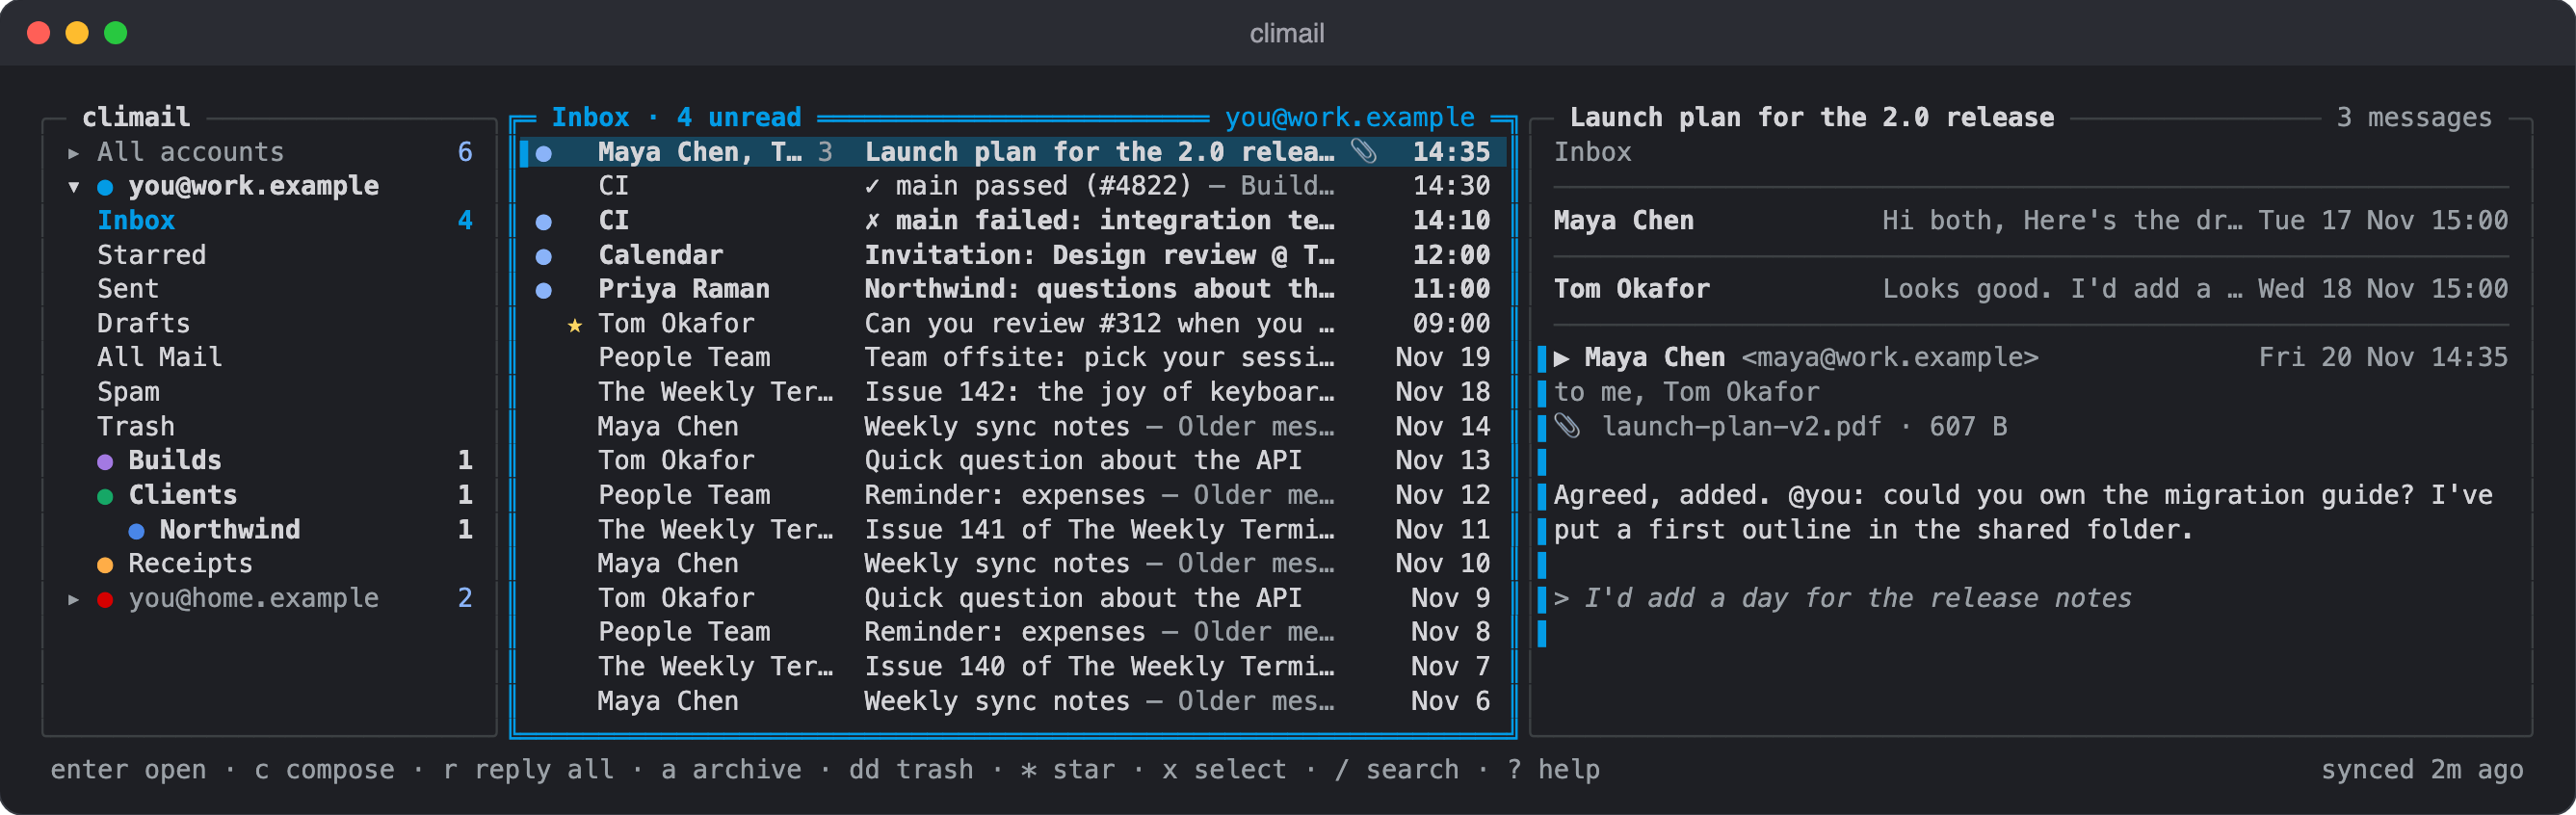 climail
climail
▸ All accounts 6
▾ ● you@work.example
Inbox 4
Starred
Sent
Drafts
All Mail
Spam
Trash
● Builds 1
● Clients 1
● Northwind 1
● Receipts
▸ ● you@home.example 2
Inbox · 4 unread you@work.example
● Maya Chen, T… 3 Launch plan for the 2.0 relea… 📎 14:35
CI ✓ main passed (#4822) — Build… 14:30
● CI ✗ main failed: integration te… 14:10
● Calendar Invitation: Design review @ T… 12:00
● Priya Raman Northwind: questions about th… 11:00
★ Tom Okafor Can you review #312 when you … 09:00
People Team Team offsite: pick your sessi… Nov 19
The Weekly Ter… Issue 142: the joy of keyboar… Nov 18
Maya Chen Weekly sync notes — Older mes… Nov 14
Tom Okafor Quick question about the API Nov 13
People Team Reminder: expenses — Older me… Nov 12
The Weekly Ter… Issue 141 of The Weekly Termi… Nov 11
Maya Chen Weekly sync notes — Older mes… Nov 10
Tom Okafor Quick question about the API Nov 9
People Team Reminder: expenses — Older me… Nov 8
The Weekly Ter… Issue 140 of The Weekly Termi… Nov 7
Maya Chen Weekly sync notes — Older mes… Nov 6
Launch plan for the 2.0 release 3 messages
Inbox
Maya Chen Hi both, Here's the dr… Tue 17 Nov 15:00
Tom Okafor Looks good. I'd add a … Wed 18 Nov 15:00
▶ Maya Chen <maya@work.example> Fri 20 Nov 14:35
to me, Tom Okafor
📎 launch-plan-v2.pdf · 607 B
Agreed, added. @you: could you own the migration guide? I've
put a first outline in the shared folder.
> I'd add a day for the release notes
enter open · c compose · r reply all · a archive · dd trash · * star · x select · / search · ? help synced 2m ago